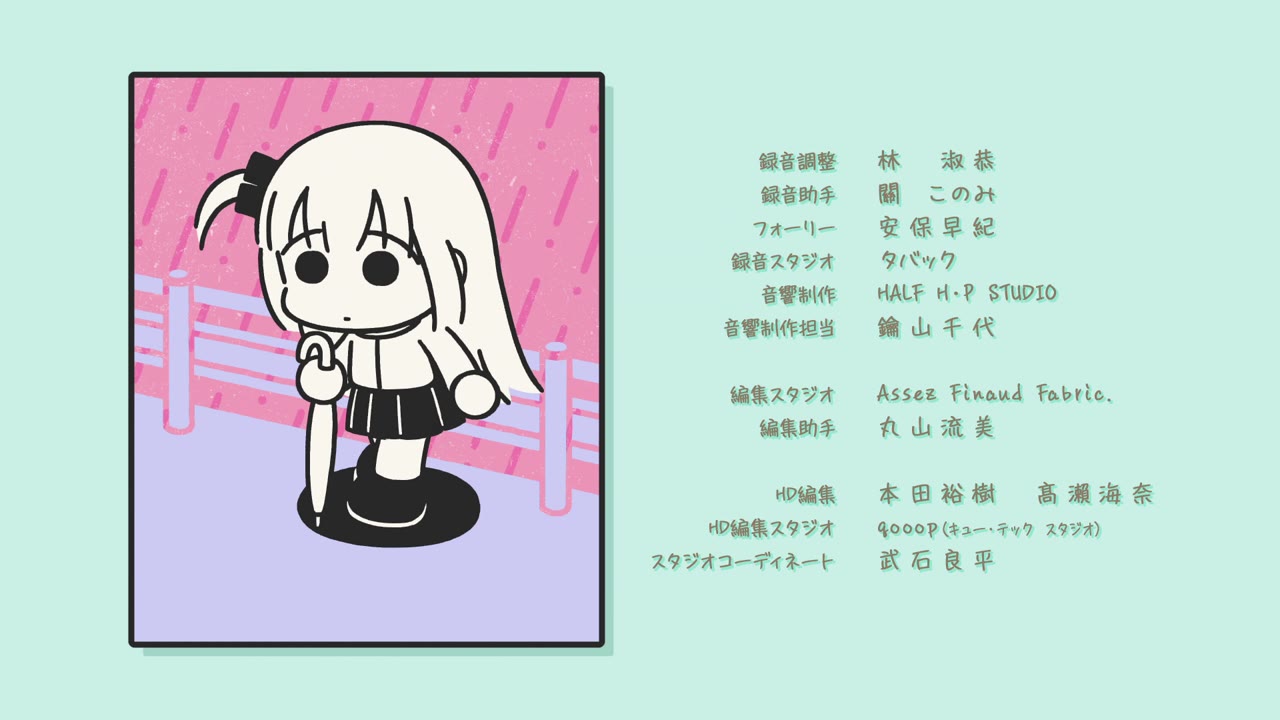 録音調整 林 淑恭
録音助手 關 このみ
フォーリー 安保早紀
録音スタジオ タバック
音響制作 HALF H・P STUDIO
音響制作担当 鑰山千代
編集スタジオ Assez Finaud Fabric.
編集助手 丸山流美
HD編集 本田裕樹 髙瀬海奈
HD編集スタジオ qooop(キュー・テック スタジオ)
スタジオコーディネート 武石良平